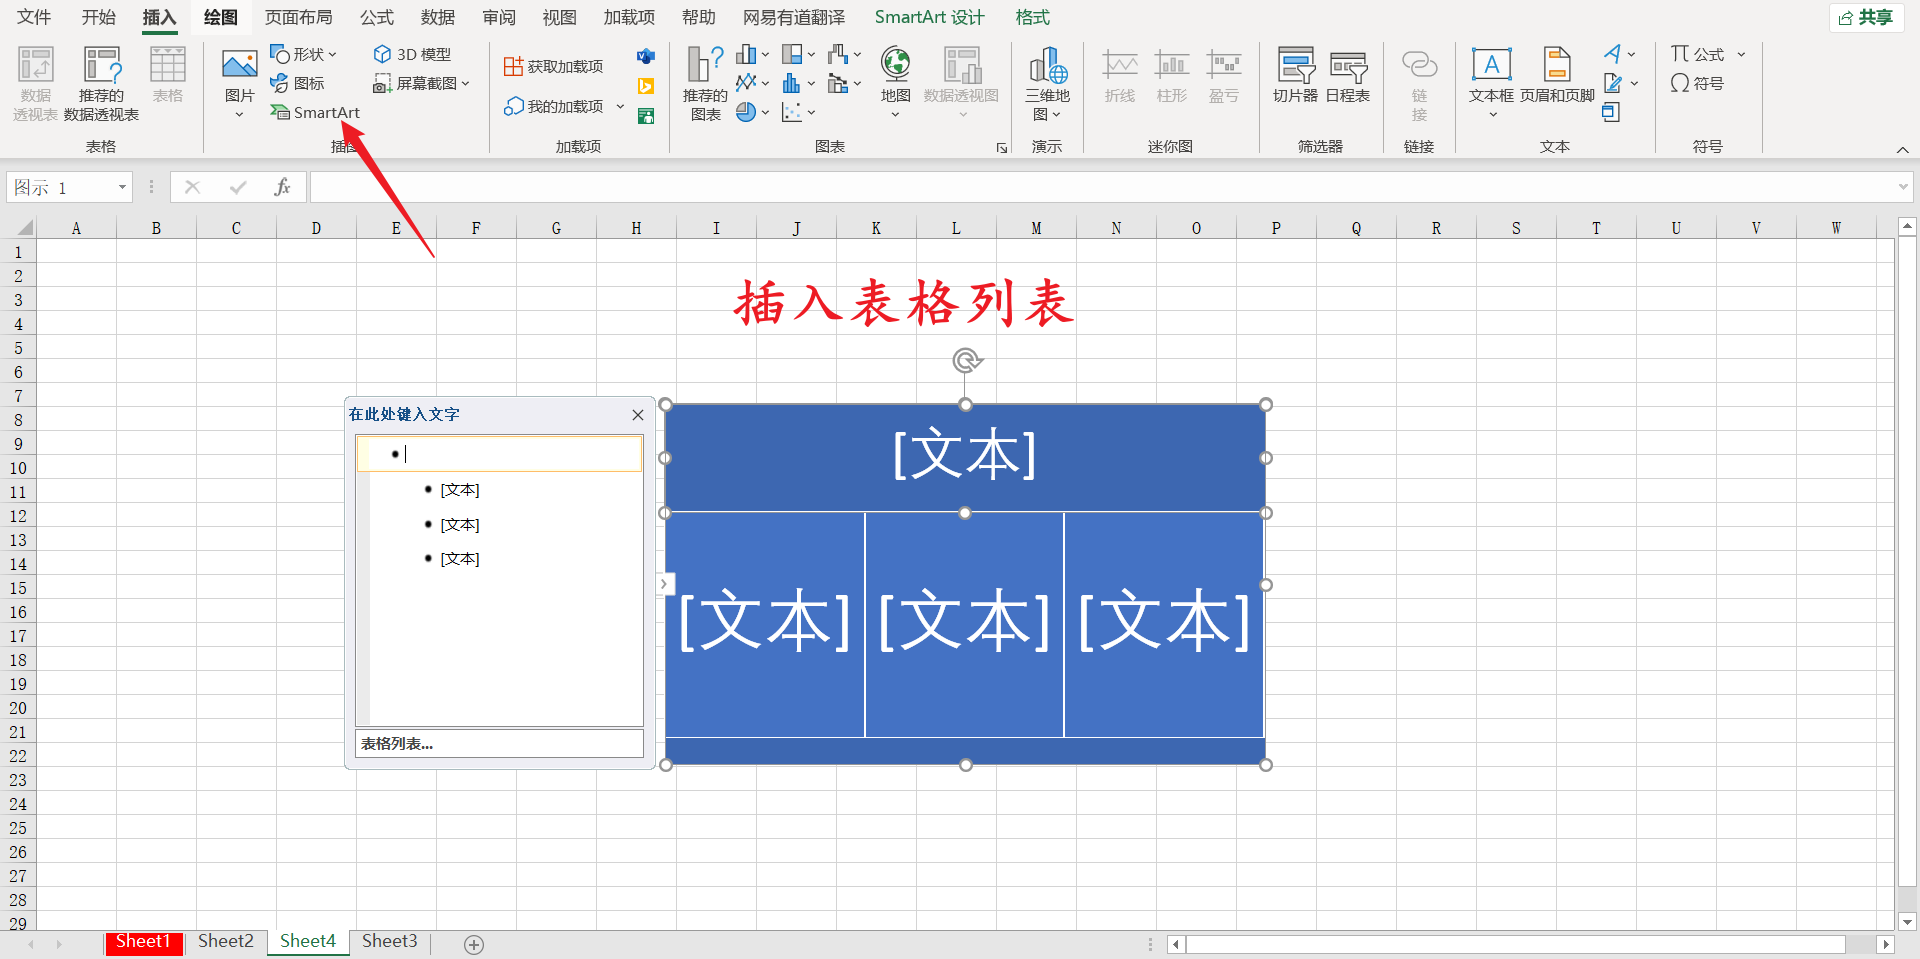 文件 开始 插入 绘图 页面布局 公式 数据 审阅 视图 加载项 帮助 网易有道翻译 SmartArt 设计 格式 共享
数据
透视表
推荐的
数据透视表
表格
表格
图片
形状
图标
SmartArt
3D 模型
屏幕截图
插图
获取加载项
我的加载项
加载项
推荐的
图表
地图
数据透视图
图表
三维地
图
演示
折线
柱形
盈亏
迷你图
切片器
日程表
筛选器
链
接
链接
A
文本框
页眉和页脚
文本
π 公式
Ω 符号
符号
图示 1
fx
A B C D E F G H I J K L M N O P Q R S T U V W
1
2
3
4
5
6
7
8
9
10
11
12
13
14
15
16
17
18
19
20
21
22
23
24
25
26
27
28
29
插入表格列表
在此处键入文字
[文本]
[文本]
[文本]
表格列表...
[文本]
[文本] [文本] [文本]
Sheet1 Sheet2 Sheet4 Sheet3